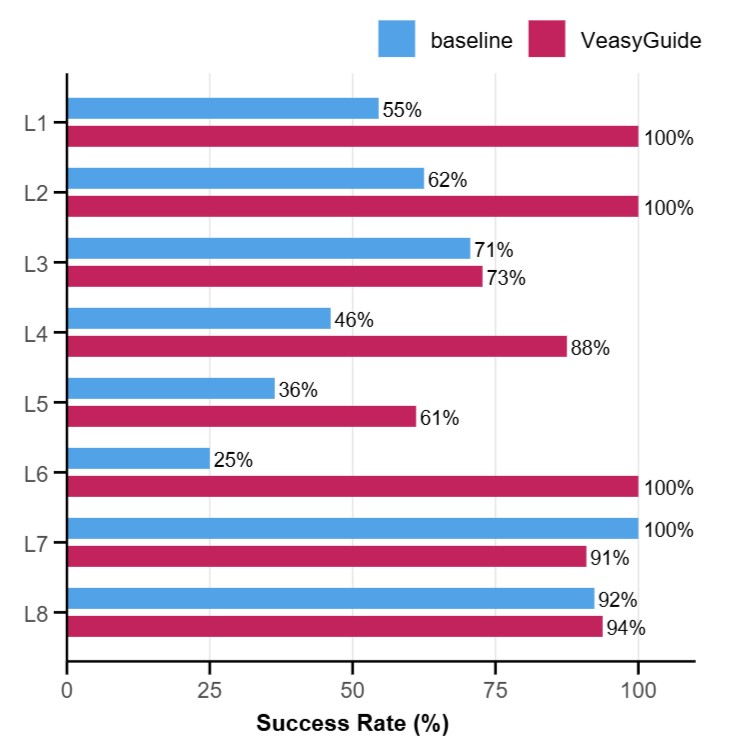 baseline VeasyGuide
L1
55%
100%
L2
62%
100%
L3
71%
73%
L4
46%
88%
L5
36%
61%
L6
25%
100%
L7
100%
91%
L8
92%
94%
0 25 50 75 100
Success Rate (%)